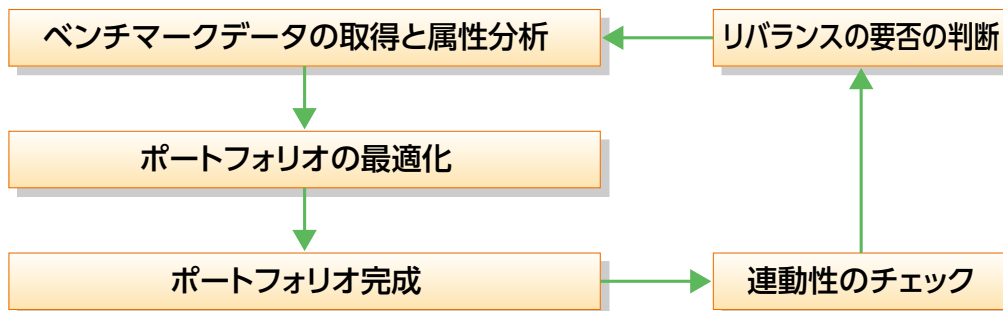 ベンチマークデータの取得と属性分析
リバランスの要否の判断
ポートフォリオの最適化
ポートフォリオ完成
連動性のチェック